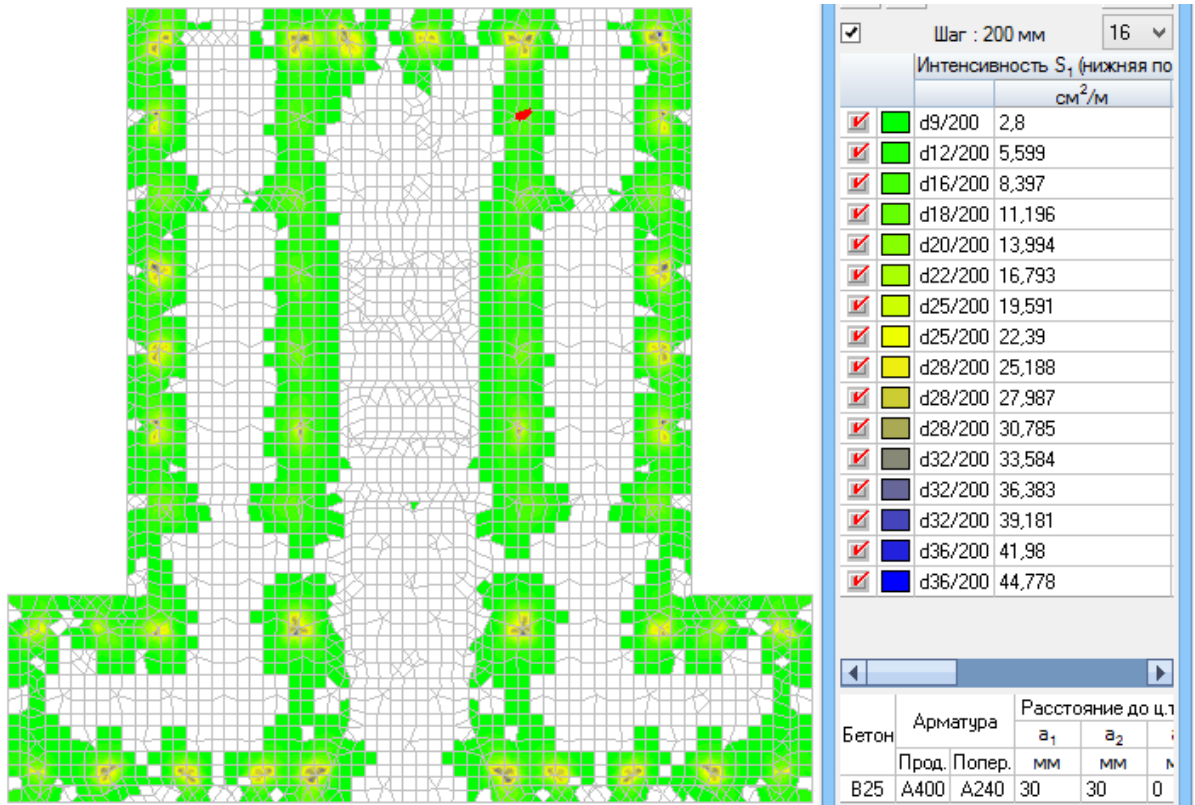 Шаг : 200 мм 16
Интенсивность S1 (нижняя по
см2/м
d9/200 2,8
d12/200 5,599
d16/200 8,397
d18/200 11,196
d20/200 13,994
d22/200 16,793
d25/200 19,591
d25/200 22,39
d28/200 25,188
d28/200 27,987
d28/200 30,785
d32/200 33,584
d32/200 36,383
d32/200 39,181
d36/200 41,98
d36/200 44,778
Бетон Арматура Расстояние до ц.т
a1 a2
Прод. Попер. мм мм
B25 A400 A240 30 30 0